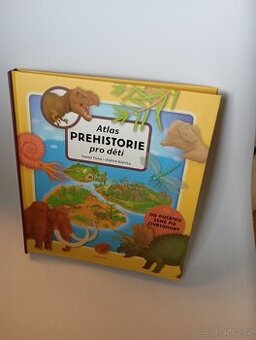 Atlas
PREHISTORIE
pro děti
OD POČÁTKU
ZEMĚ DO
ČTVRTOHOR